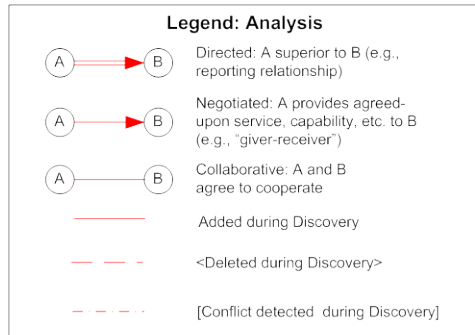 Legend: Analysis
A B Directed: A superior to B (e.g.,
reporting relationship)
A B Negotiated: A provides agreed-
upon service, capability, etc. to B
(e.g., “giver-receiver”)
A B Collaborative: A and B
agree to cooperate
Added during Discovery
<Deleted during Discovery>
[Conflict detected during Discovery]